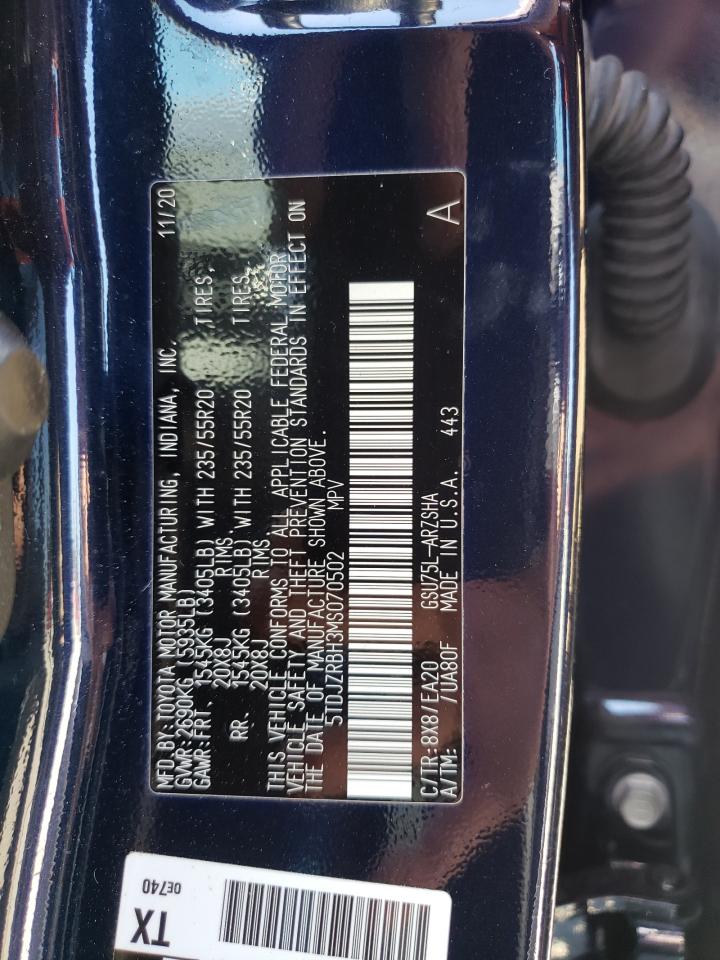 MFD.BY:TOYOTA MOTOR MANUFACTURING, INDIANA, INC. 11/20
GVWR:2690KG (5935LB)
GAWR:FRT. 1545KG (3405LB) WITH 235/55R20 TIRES,
20X8J RIMS.
RR. 1545KG (3405LB) WITH 235/55R20 TIRES,
20X8J RIMS.
THIS VEHICLE CONFORMS TO ALL APPLICABLE FEDERAL MOTOR
VEHICLE SAFETY AND THEFT PREVENTION STANDARDS IN EFFECT ON
THE DATE OF MANUFACTURE SHOWN ABOVE.
5TDJZRBH3MS070502 MPV
C/TR:8X8/EA20 GSU75L-ARZSHA A
A/TM: /UA80F MADE IN U.S.A. 443
0E740
TX